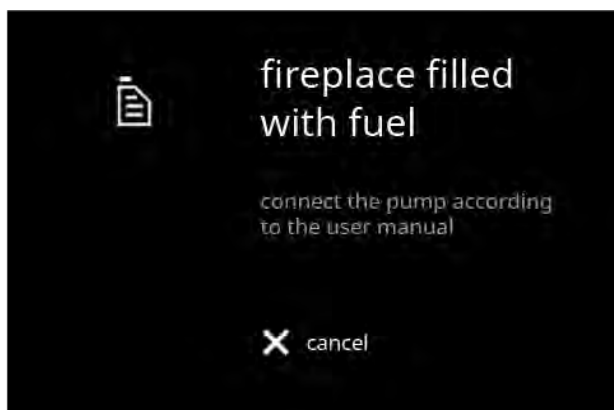 fireplace filled
with fuel
connect the pump according
to the user manual
cancel